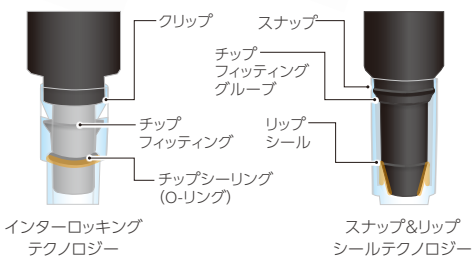 クリップ
チップ
フィッティング
チップシーリング
(O-リング)
インターロッキング
テクノロジー
スナップ
チップ
フィッティング
グルーブ
リップ
シール
スナップ&リップ
シールテクノロジー